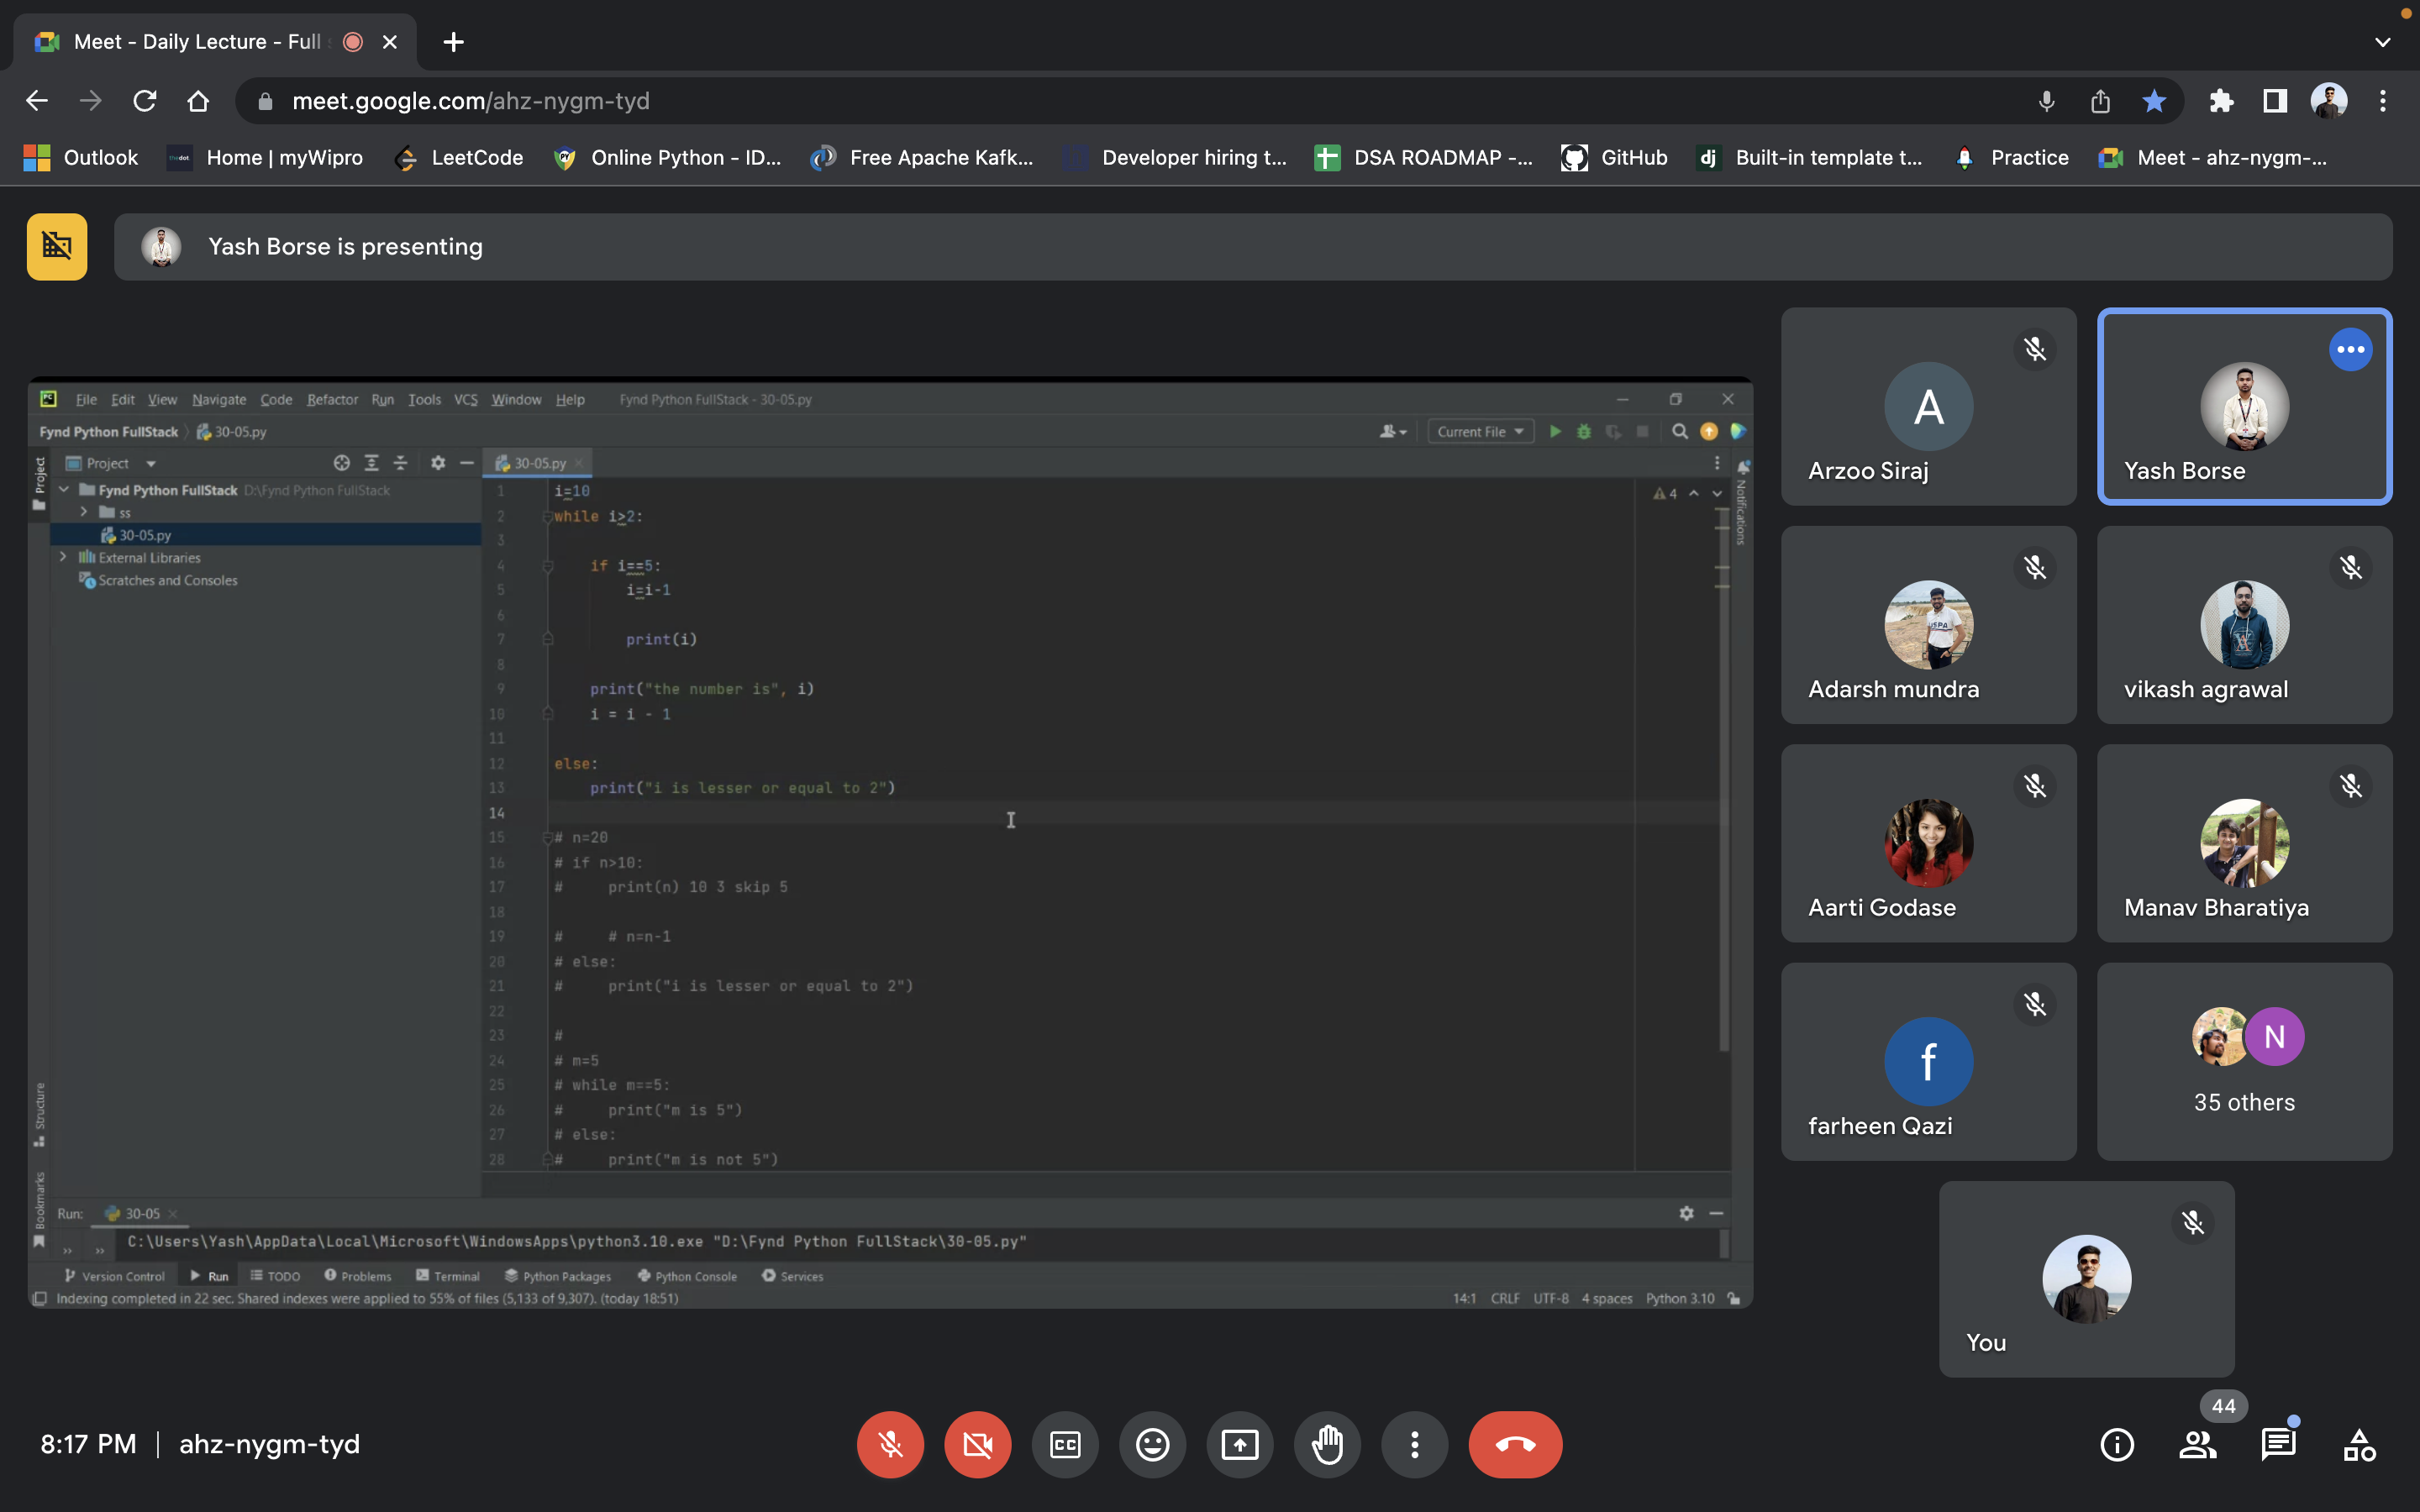 Meet - Daily Lecture - Full
meet.google.com/ahz-nygm-tyd
Outlook
Home | myWipro
LeetCode
Online Python - ID...
Free Apache Kafk...
Developer hiring t...
DSA ROADMAP -...
GitHub
Built-in template t...
Practice
Meet - ahz-nygm-...
Yash Borse is presenting
File Edit View Navigate Code Refactor Run Tools VCS Window Help Fynd Python FullStack - 30-05.py
Fynd Python FullStack 30-05.py
Current File
Project
Project
30-05.py
Fynd Python FullStack D:\Fynd Python FullStack
ss
30-05.py
External Libraries
Scratches and Consoles
4
Notifications
1 i=10
2 while i>2:
3
4 if i==5:
5 i=i-1
6
7 print(i)
8
9 print("the number is", i)
10 i = i - 1
11
12 else:
13 print("i is lesser or equal to 2")
14
15 # n=20
16 # if n>10:
17 # print(n) 10 3 skip 5
18
19 # # n=n-1
20 # else:
21 # print("i is lesser or equal to 2")
22
23 #
24 # m=5
25 # while m==5:
26 # print("m is 5")
27 # else:
28 # print("m is not 5")
Structure
Bookmarks
Run: 30-05
C:\Users\Yash\AppData\Local\Microsoft\WindowsApps\python3.10.exe "D:\Fynd Python FullStack\30-05.py"
Version Control Run TODO Problems Terminal Python Packages Python Console Services
Indexing completed in 22 sec. Shared indexes were applied to 55% of files (5,133 of 9,307). (today 18:51)
14:1 CRLF UTF-8 4 spaces Python 3.10
A
Arzoo Siraj
Yash Borse
Adarsh mundra
vikash agrawal
Aarti Godase
Manav Bharatiya
f
farheen Qazi
N
35 others
You
8:17 PM | ahz-nygm-tyd
CC
44